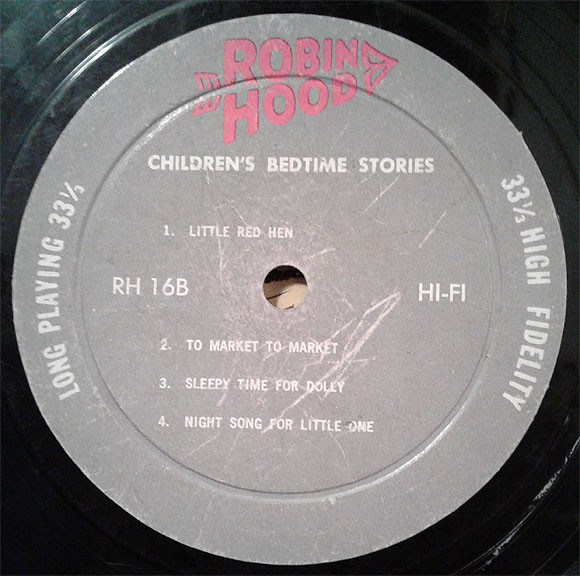 ROBIN
HOOD
CHILDREN'S BEDTIME STORIES
1. LITTLE RED HEN
RH 16B
HI-FI
2. TO MARKET TO MARKET
3. SLEEPY TIME FOR DOLLY
4. NIGHT SONG FOR LITTLE ONE
LONG PLAYING 33⅓
33⅓ HIGH FIDELITY